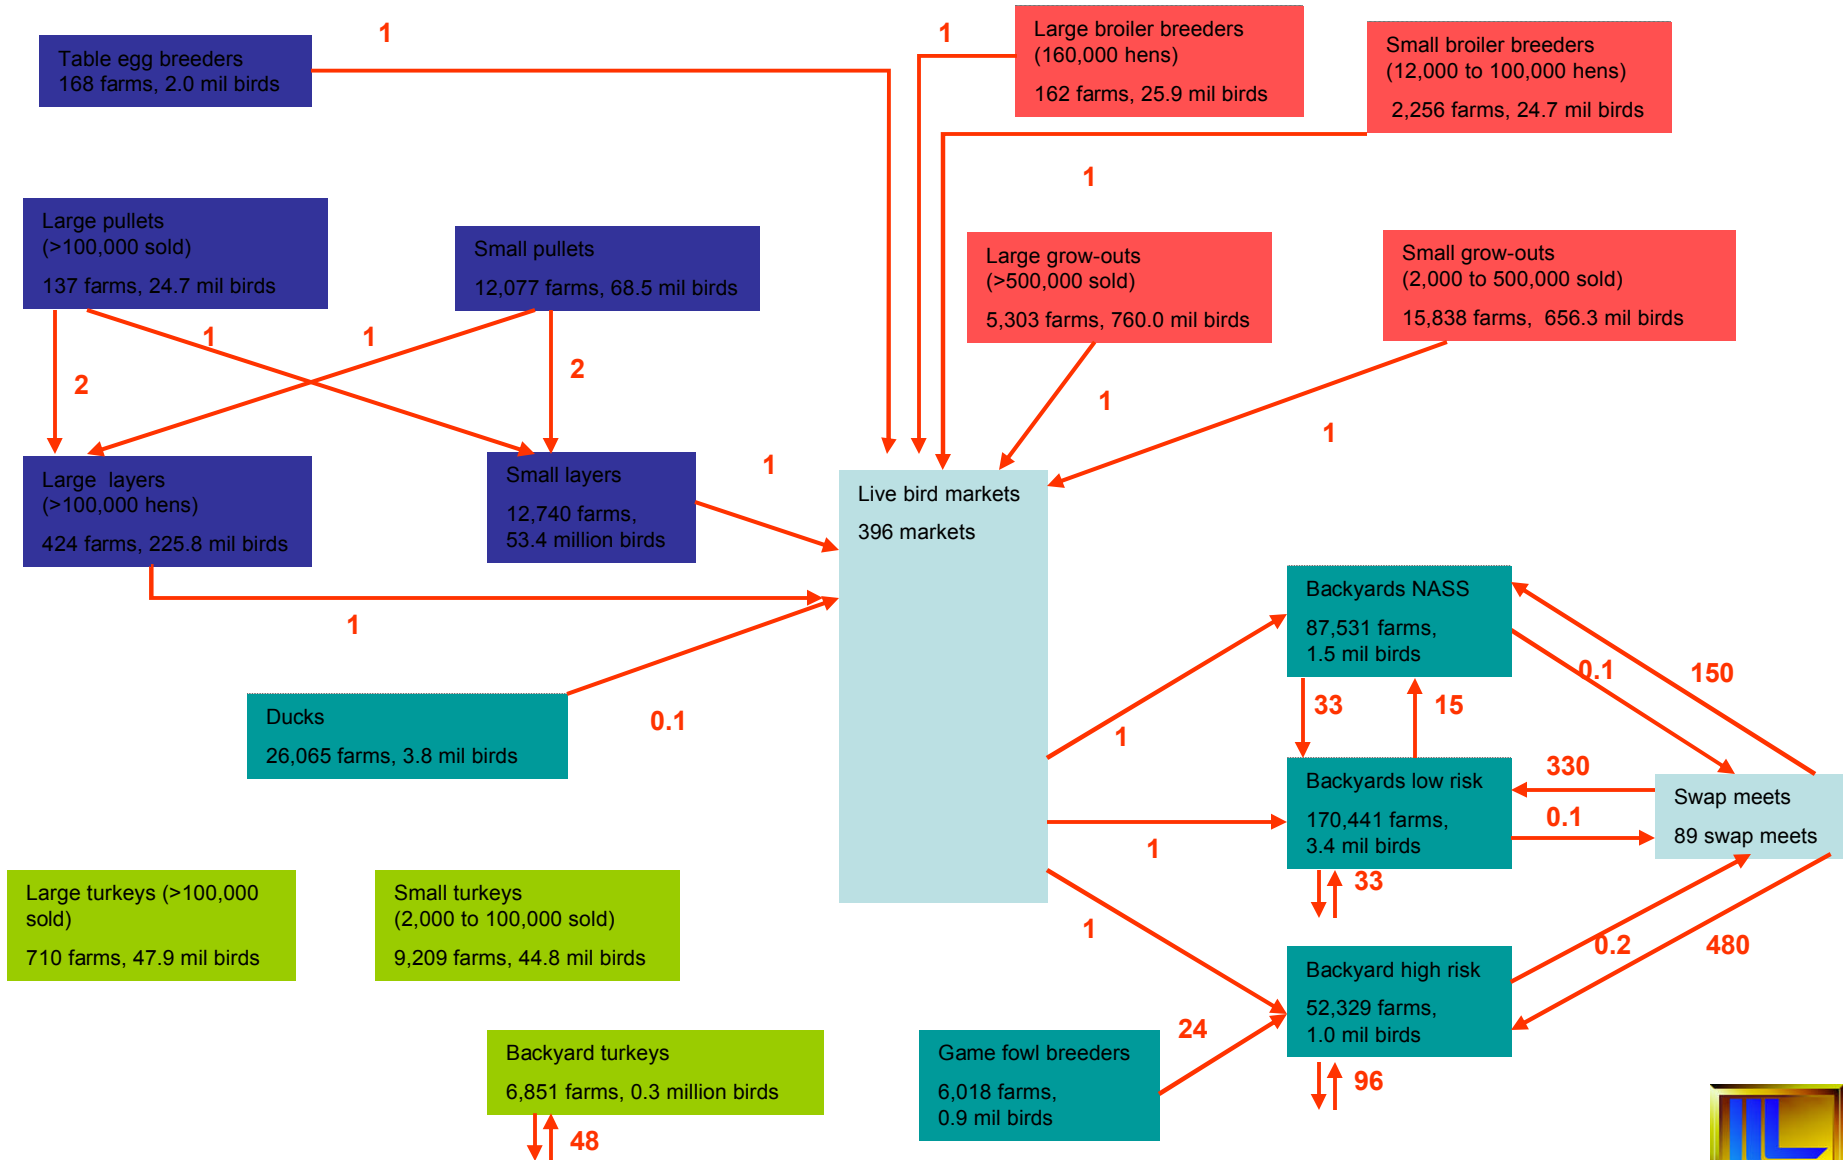 1
1
Table egg breeders
168 farms, 2.0 mil birds
Large broiler breeders
(160,000 hens)
162 farms, 25.9 mil birds
Small broiler breeders
(12,000 to 100,000 hens)
2,256 farms, 24.7 mil birds
1
Large pullets
(>100,000 sold)
137 farms, 24.7 mil birds
Small pullets
12,077 farms, 68.5 mil birds
Large grow-outs
(>500,000 sold)
5,303 farms, 760.0 mil birds
Small grow-outs
(2,000 to 500,000 sold)
15,838 farms, 656.3 mil birds
1
1
2
2
1
1
Large layers
(>100,000 hens)
424 farms, 225.8 mil birds
Small layers
12,740 farms,
53.4 million birds
1
Live bird markets
396 markets
1
Ducks
26,065 farms, 3.8 mil birds
0.1
Backyards NASS
87,531 farms,
1.5 mil birds
0.1
150
33
15
1
Backyards low risk
170,441 farms,
3.4 mil birds
330
0.1
Swap meets
89 swap meets
1
33
Large turkeys (>100,000
sold)
710 farms, 47.9 mil birds
Small turkeys
(2,000 to 100,000 sold)
9,209 farms, 44.8 mil birds
1
0.2
480
Backyard high risk
52,329 farms,
1.0 mil birds
24
96
Backyard turkeys
6,851 farms, 0.3 million birds
48
Game fowl breeders
6,018 farms,
0.9 mil birds